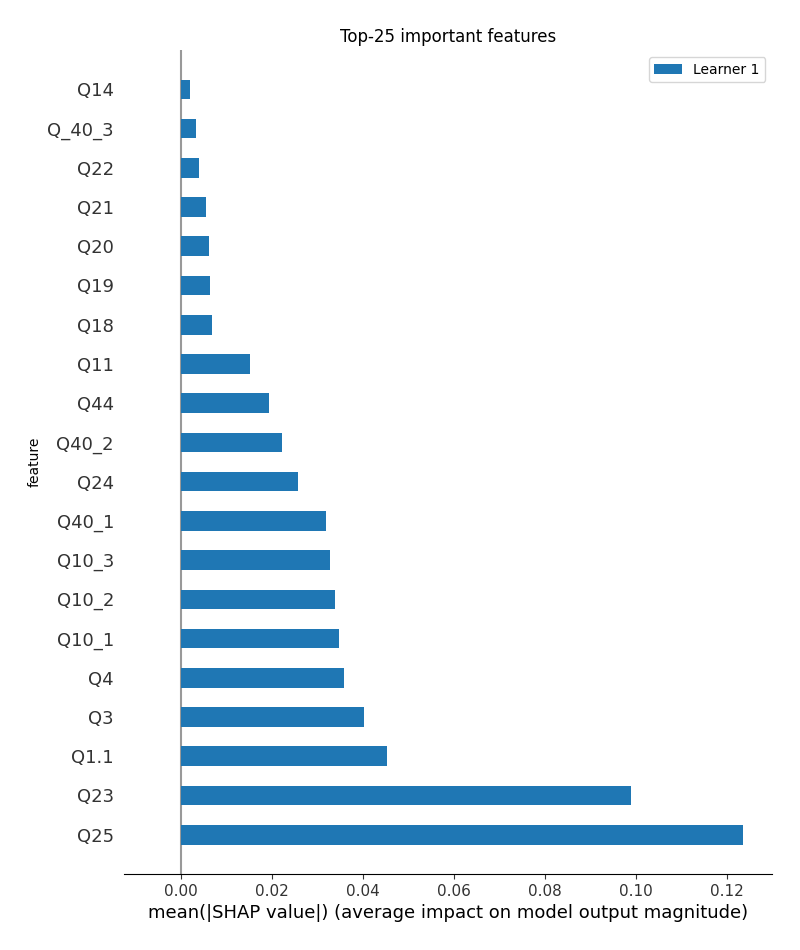 Top-25 important features
Learner 1
Q14
Q_40_3
Q22
Q21
Q20
Q19
Q18
Q11
Q44
Q40_2
Q24
Q40_1
Q10_3
Q10_2
Q10_1
Q4
Q3
Q1.1
Q23
Q25
feature
0.00 0.02 0.04 0.06 0.08 0.10 0.12
mean(|SHAP value|) (average impact on model output magnitude)